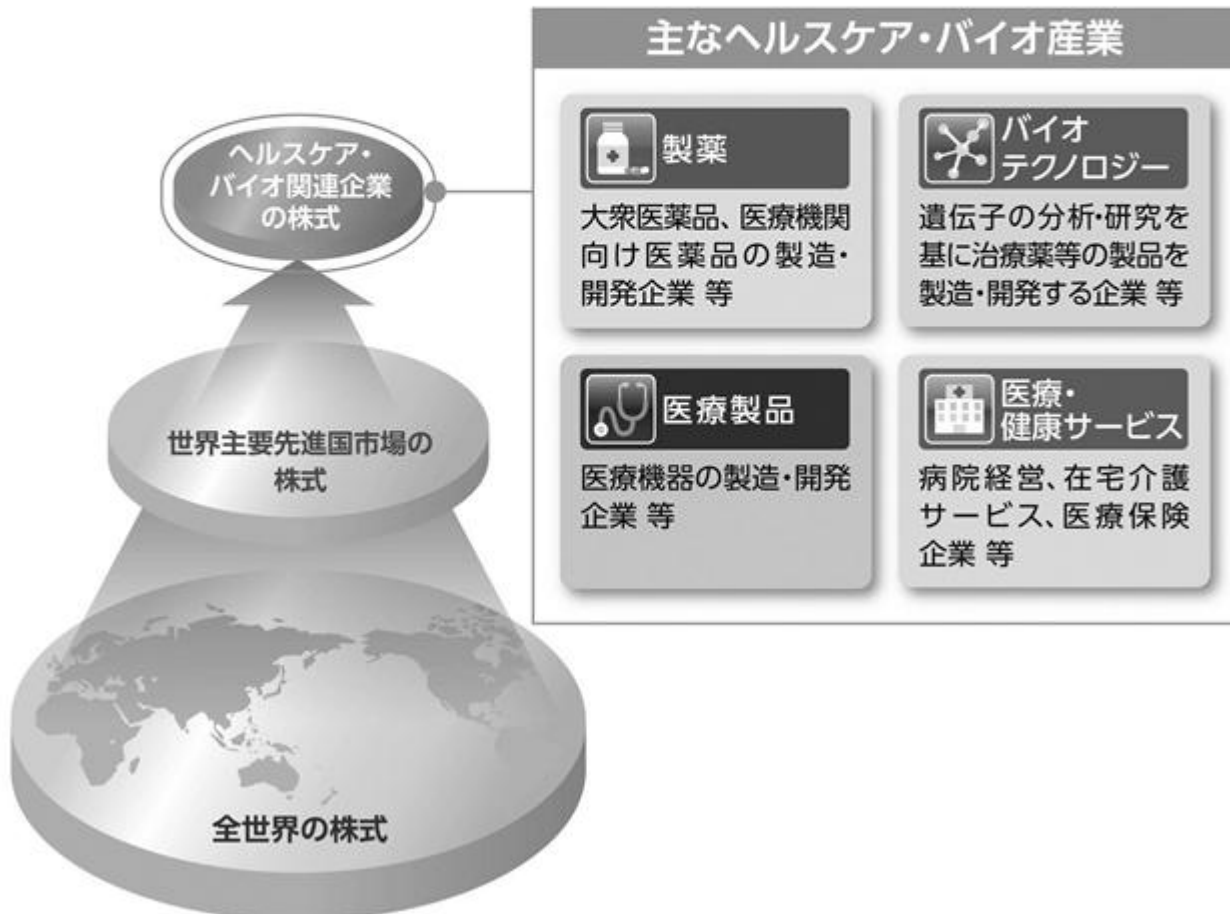 主なヘルスケア・バイオ産業
ヘルスケア・
バイオ関連企業
の株式
製薬
大衆医薬品、医療機関
向け医薬品の製造・
開発企業 等
バイオ
テクノロジー
遺伝子の分析・研究を
基に治療薬等の製品を
製造・開発する企業 等
医療製品
医療機器の製造・開発
企業 等
医療・
健康サービス
病院経営、在宅介護
サービス、医療保険
企業 等
世界主要先進国市場の
株式
全世界の株式